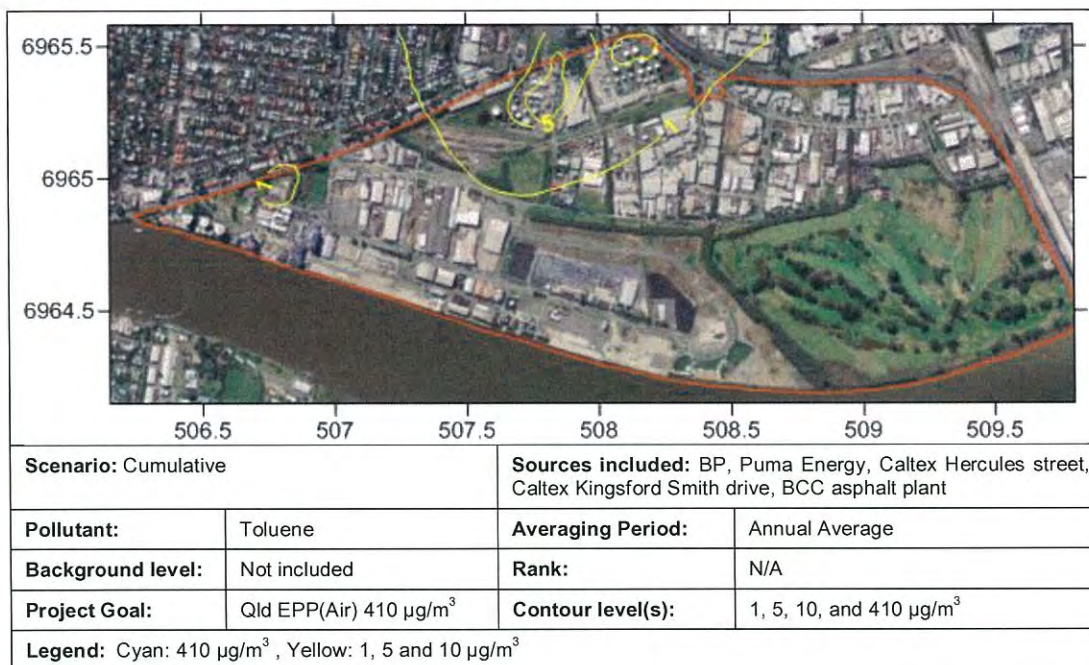 6965.5
6965
6964.5
5
1
1
506.5 507 507.5 508 508.5 509 509.5
Scenario: Cumulative
Sources included: BP, Puma Energy, Caltex Hercules street,
Caltex Kingsford Smith drive, BCC asphalt plant
Pollutant: Toluene
Averaging Period: Annual Average
Background level: Not included
Rank: N/A
Project Goal: Qld EPP(Air) 410 µg/m³
Contour level(s): 1, 5, 10, and 410 µg/m³
Legend: Cyan: 410 µg/m³ , Yellow: 1, 5 and 10 µg/m³